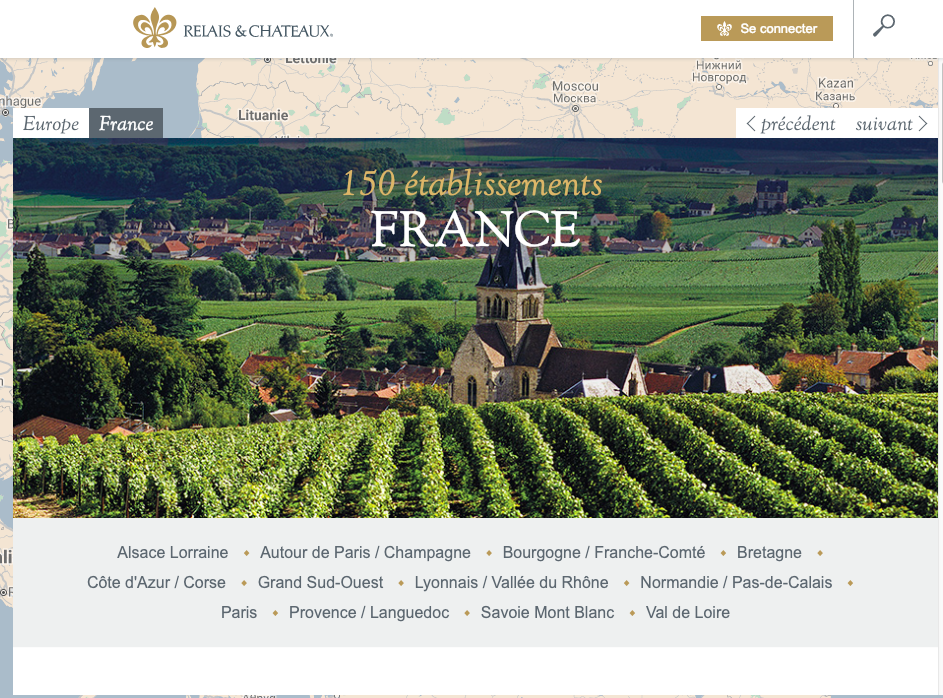 RELAIS & CHATEAUX
Se connecter
Lettonie
Нижний
Новгород
Moscou
Москва
Kazan
Казань
nhague
Lituanie
Europe
France
précédent
suivant
150 établissements
FRANCE
Alsace Lorraine ⬩ Autour de Paris / Champagne ⬩ Bourgogne / Franche-Comté ⬩ Bretagne ⬩
Côte d'Azur / Corse ⬩ Grand Sud-Ouest ⬩ Lyonnais / Vallée du Rhône ⬩ Normandie / Pas-de-Calais ⬩
Paris ⬩ Provence / Languedoc ⬩ Savoie Mont Blanc ⬩ Val de Loire